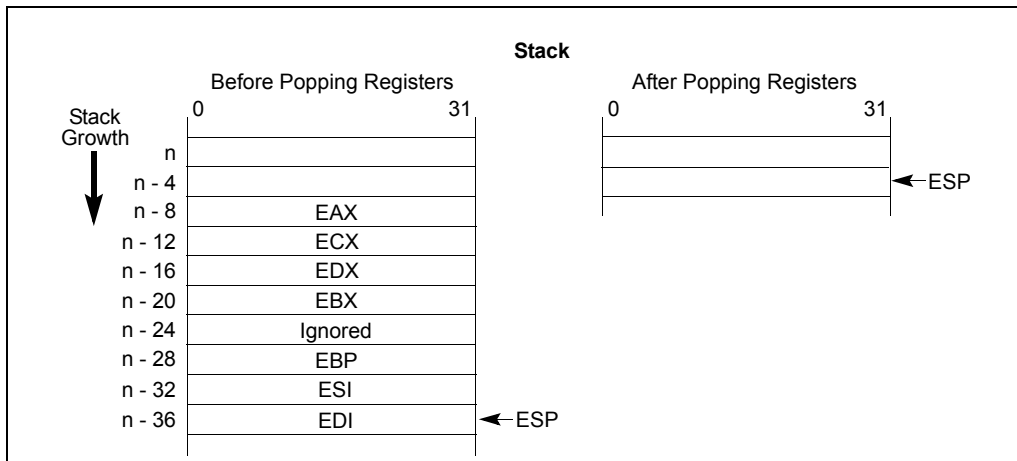 Stack
Before Popping Registers
After Popping Registers
0 31
0 31
Stack
Growth
n
n - 4
ESP
n - 8 EAX
n - 12 ECX
n - 16 EDX
n - 20 EBX
n - 24 Ignored
n - 28 EBP
n - 32 ESI
n - 36 EDI ESP